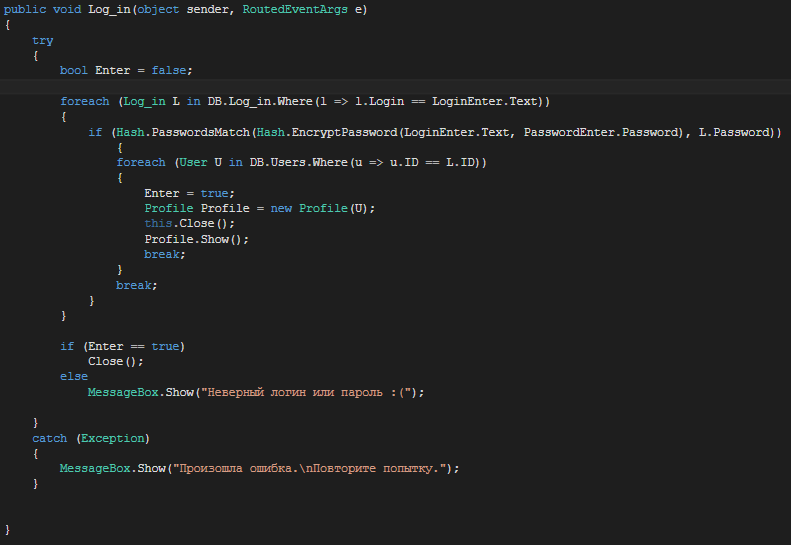 public void Log_in(object sender, RoutedEventArgs e)
{
    try
    {
        bool Enter = false;

        foreach (Log_in L in DB.Log_in.Where(l => l.Login == LoginEnter.Text))
        {
            if (Hash.PasswordsMatch(Hash.EncryptPassword(LoginEnter.Text, PasswordEnter.Password), L.Password))
                {
                foreach (User U in DB.Users.Where(u => u.ID == L.ID))
                {
                    Enter = true;
                    Profile Profile = new Profile(U);
                    this.Close();
                    Profile.Show();
                    break;
                }
                break;
            }
        }

        if (Enter == true)
            Close();
        else
            MessageBox.Show("Неверный логин или пароль :(");

    }
    catch (Exception)
    {
        MessageBox.Show("Произошла ошибка.\nПовторите попытку.");
    }


}